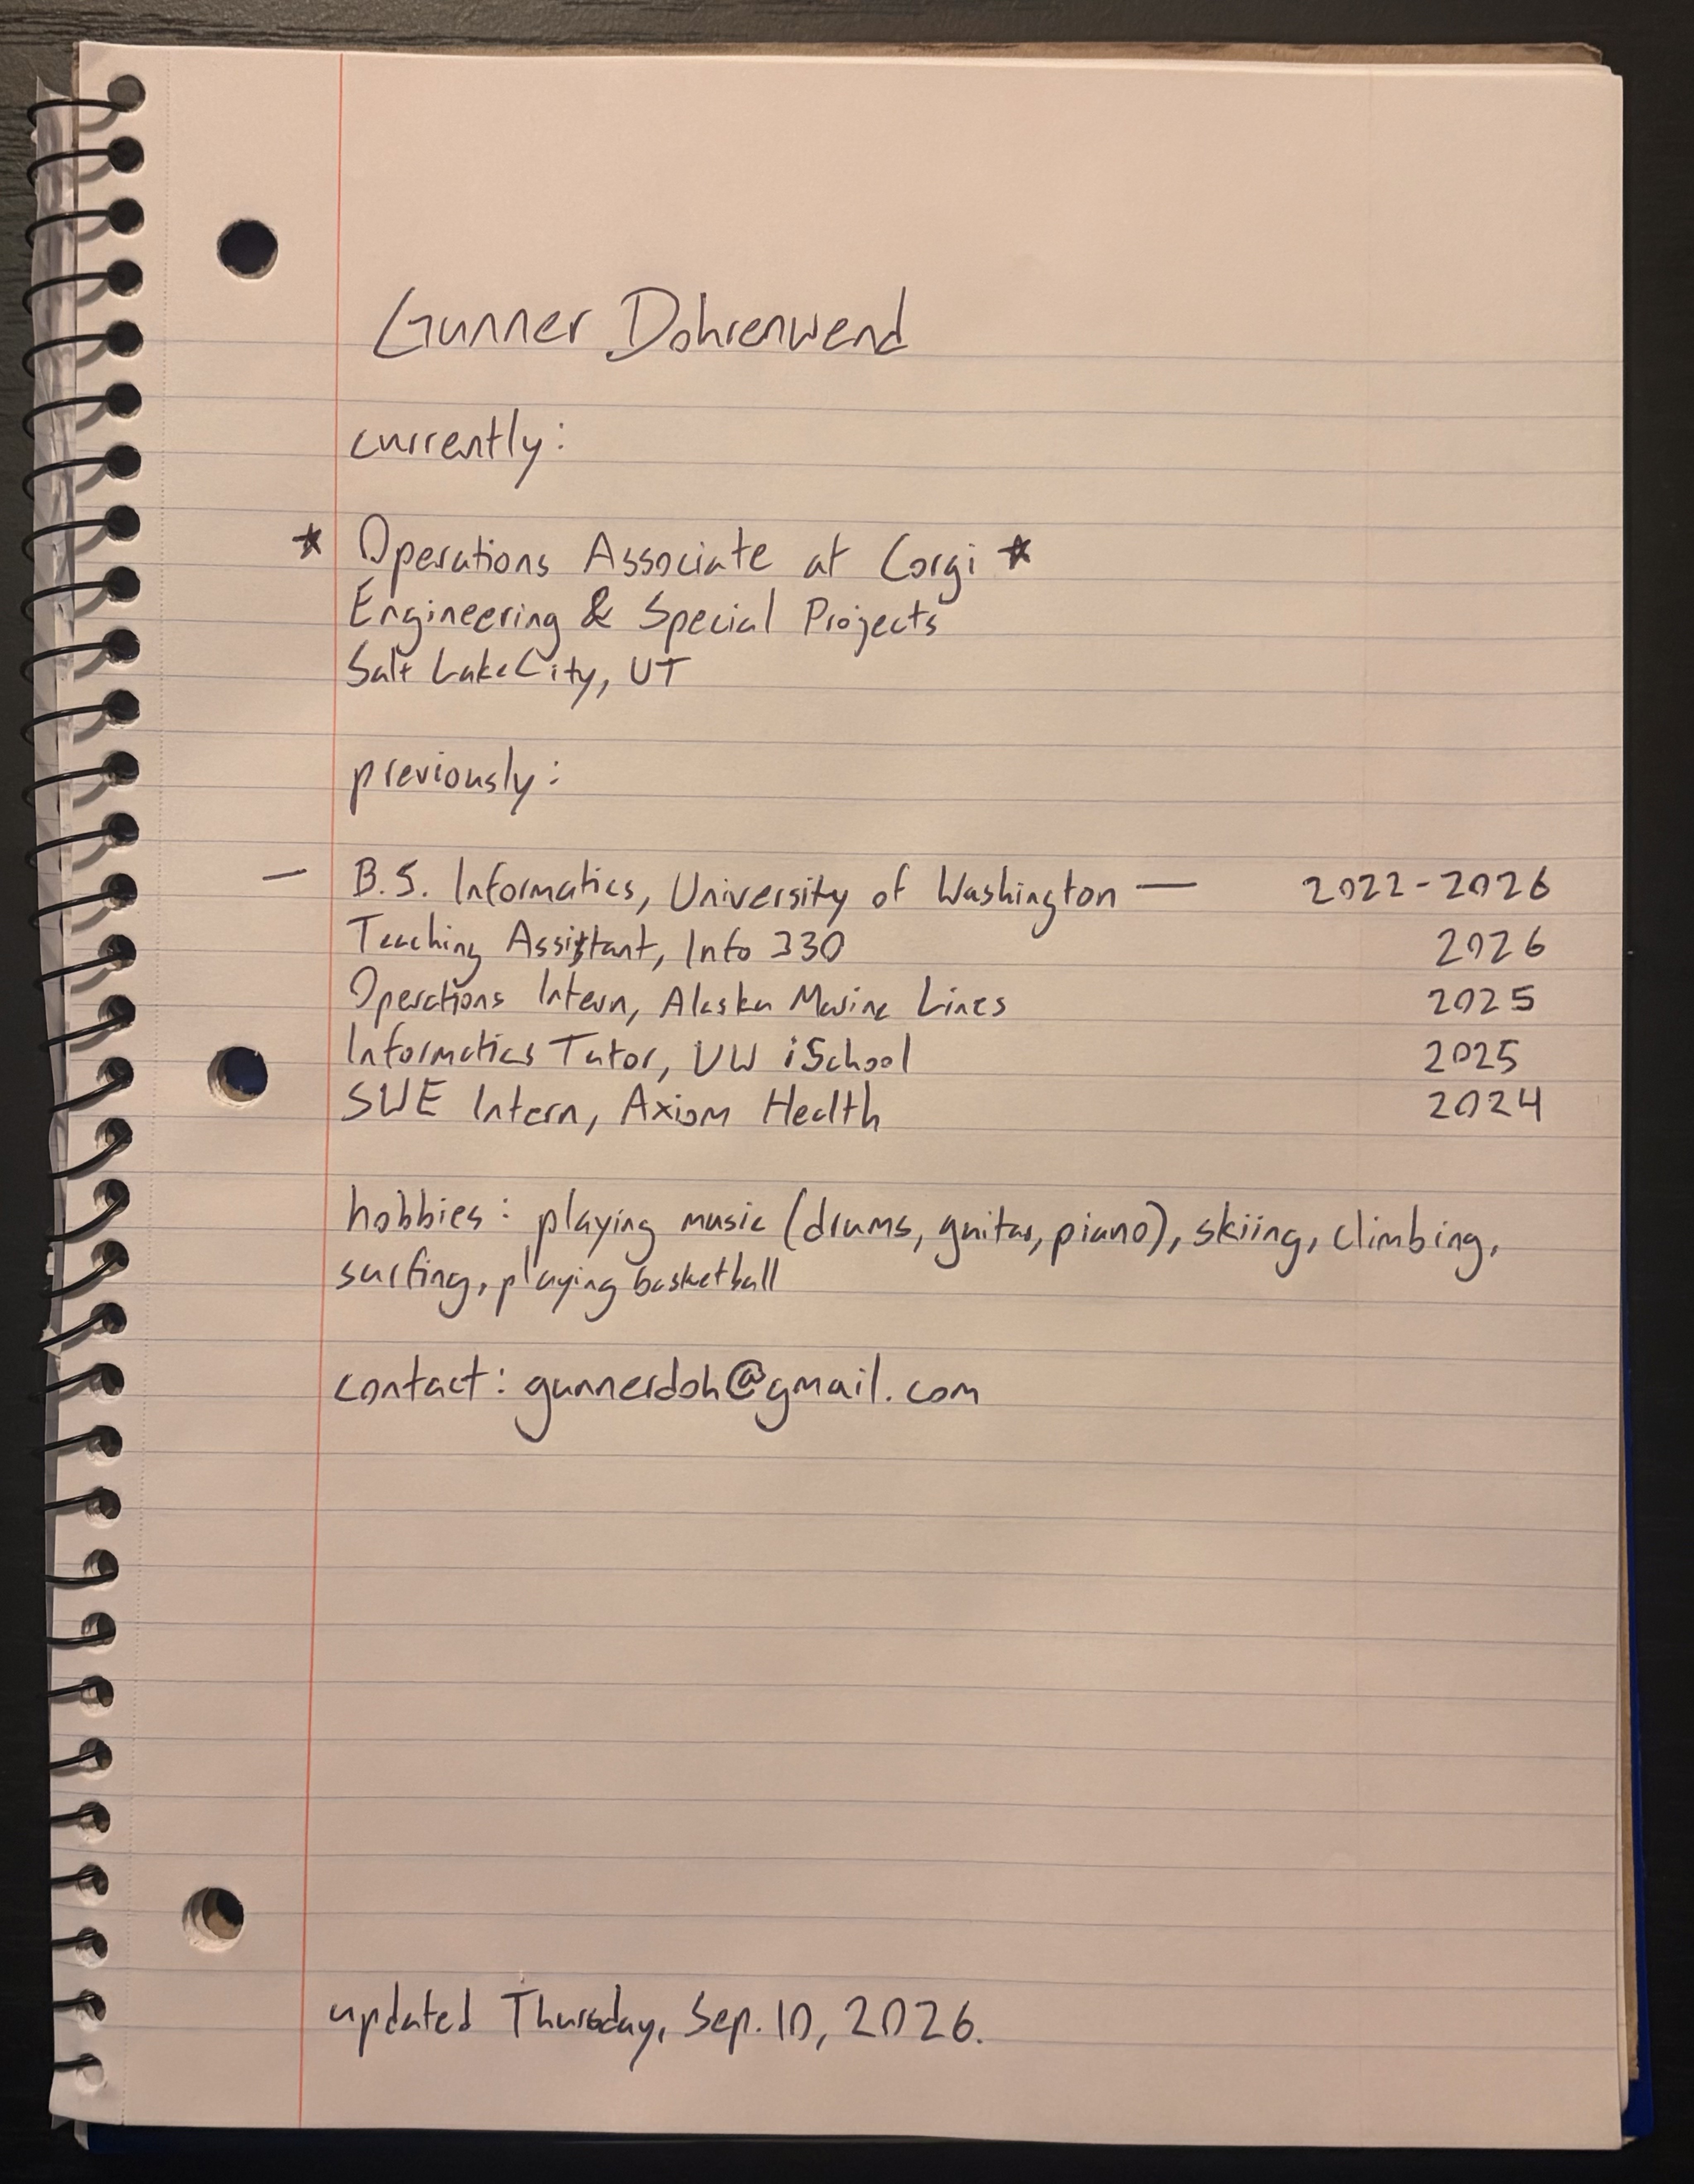 Gunner Dohrenwend
currently:
* Operations Associate at Corgi *
Engineering & Special Projects
Salt Lake City, UT
previously:
— B.S. Informatics, University of Washington — 2022-2026
Teaching Assistant, Info 330 2026
Operations Intern, Alaska Marine Lines 2025
Informatics Tutor, UW iSchool 2025
SWE Intern, Axiom Health 2024
hobbies: playing music (drums, guitar, piano), skiing, climbing,
surfing, playing basketball
contact: gunnerdoh@gmail.com
updated Thursday, Sep. 10, 2026.